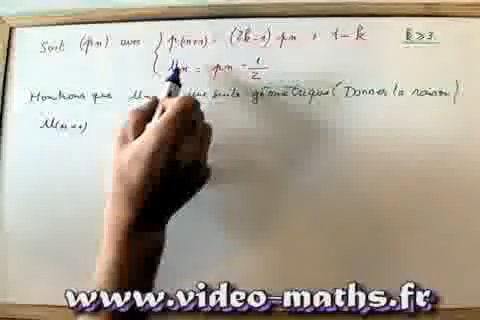 Soit (pn) avec { p(n+1) = (2k-1) pn + 1-k k ≥ 3
Un = pn - 1/2
Montrons que une suite géométrique (Donner la raison).
U(n+1)
www.video-maths.fr